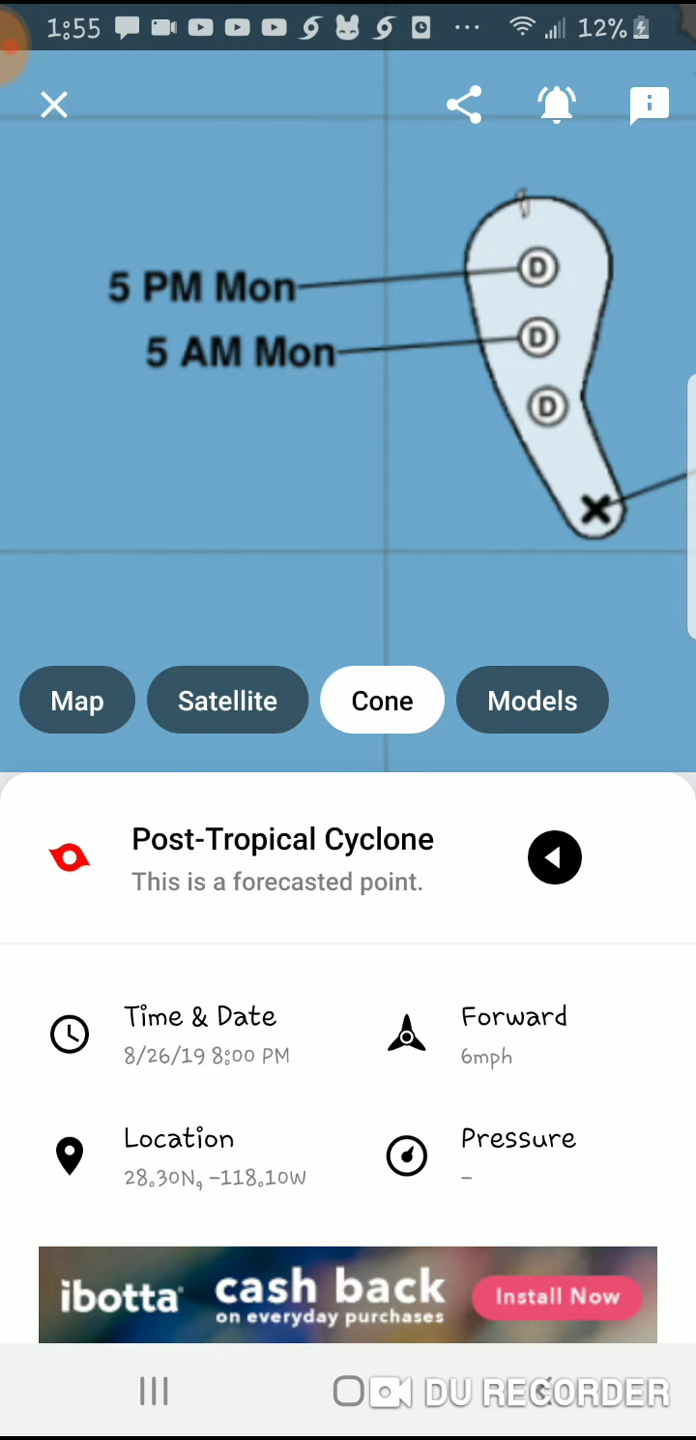 1:55
12%
5 PM Mon
D
5 AM Mon
D
D
Map
Satellite
Cone
Models
Post-Tropical Cyclone
This is a forecasted point.
Time & Date
8/26/19 8:00 PM
Forward
6mph
Location
28.30N, -118.10W
Pressure
-
ibotta
cash back
on everyday purchases
Install Now
DU RECORDER